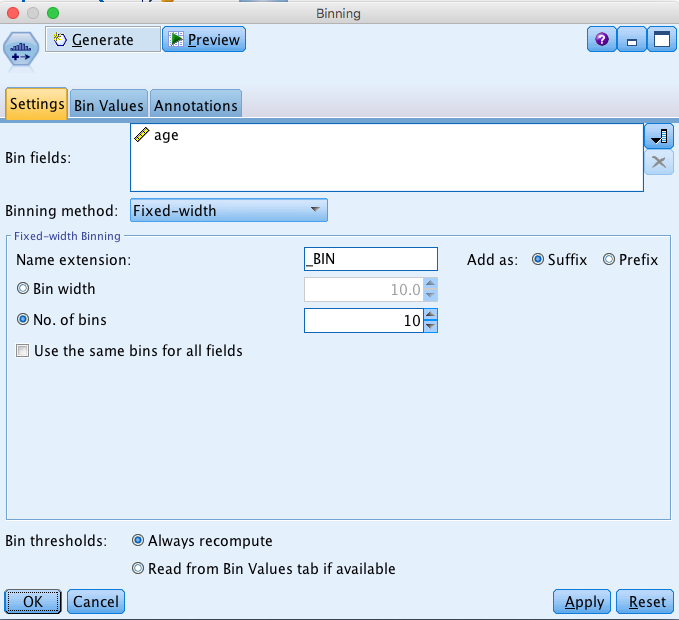 Binning
Generate Preview
Settings Bin Values Annotations
Bin fields: age
Binning method: Fixed-width
Fixed-width Binning
Name extension: _BIN Add as: Suffix Prefix
Bin width 10.0
No. of bins 10
Use the same bins for all fields
Bin thresholds: Always recompute
Read from Bin Values tab if available
OK Cancel Apply Reset